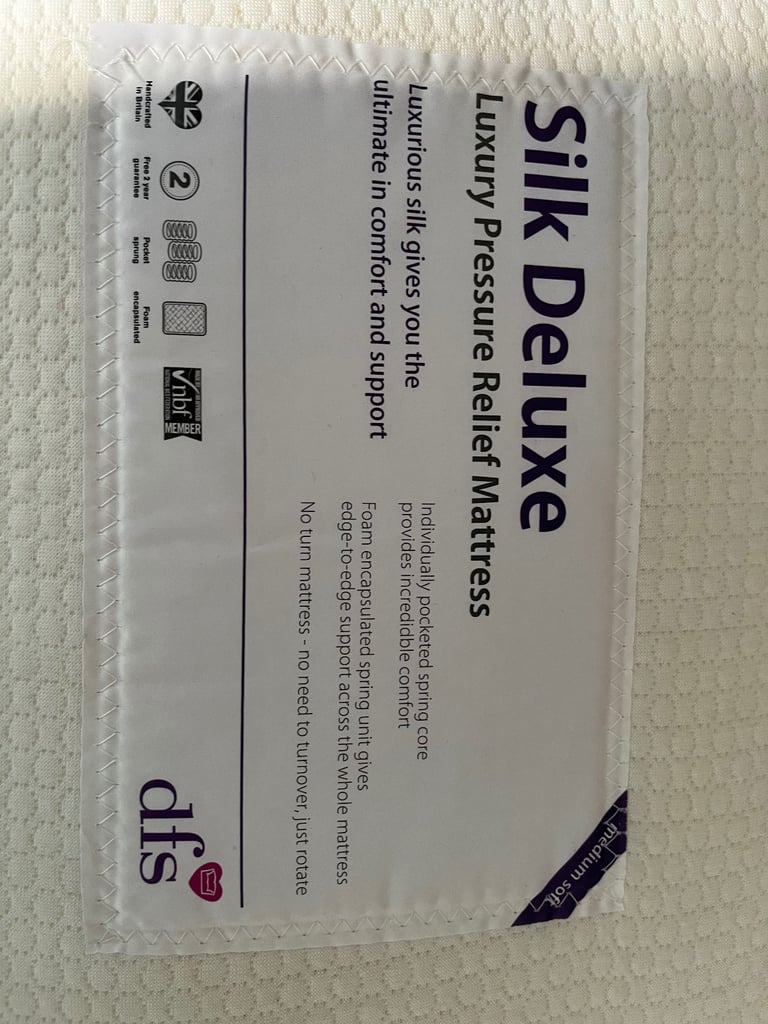 Silk Deluxe
Luxury Pressure Relief Mattress
medium soft
Luxurious silk gives you the
ultimate in comfort and support
Individually pocketed spring core
provides incredidble comfort
Foam encapsulated spring unit gives
edge-to-edge support across the whole mattress
No turn mattress - no need to turnover, just rotate
Handcrafted
in Britain
2
Free 2 year
guarantee
Pocket
sprung
Foam
encapsulated
nbf
MEMBER
dfs